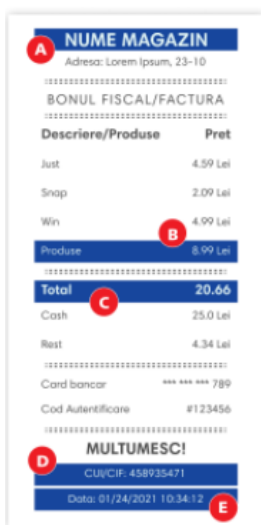 A NUME MAGAZIN
Adresa: Lorem Ipsum, 23-10
BONUL FISCAL/FACTURA
Descriere/Produse Pret
Just 4.59 Lei
Snap 2.09 Lei
Win 4.99 Lei
B
Produse 8.99 Lei
Total 20.66
C
Cash 25.0 Lei
Rest 4.34 Lei
Card bancar *** *** *** 789
Cod Autentificare #123456
MULTUMESC!
D
CUI/CIF: 458935471
Data: 01/24/2021 10:34:12
E